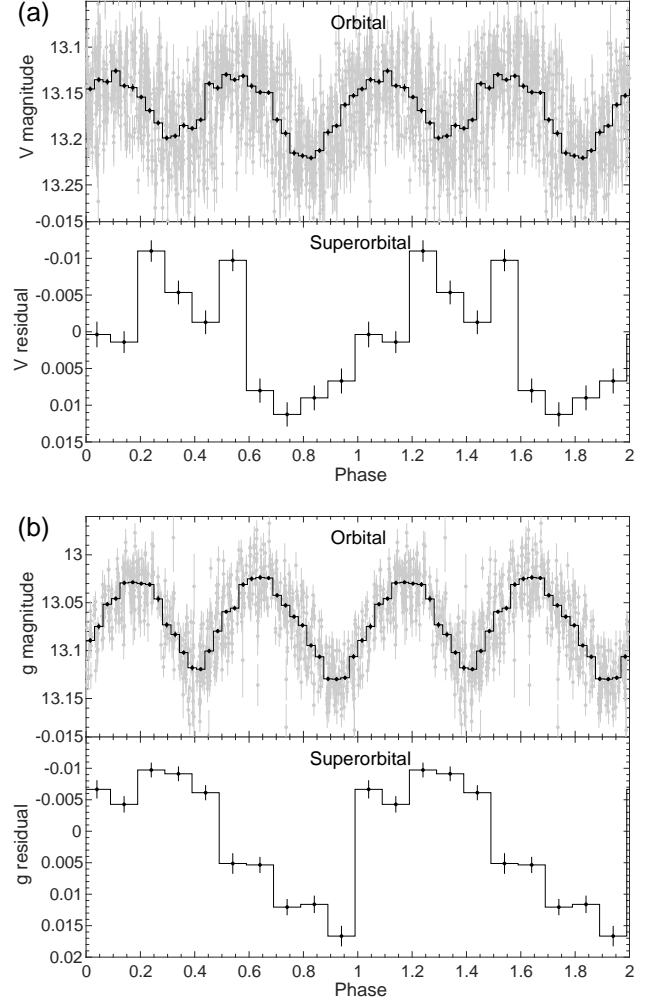 (a)
Orbital
V magnitude
13.1
13.15
13.2
13.25
-0.015
Superorbital
V residual
-0.01
-0.005
0
0.005
0.01
0.015
0 0.2 0.4 0.6 0.8 1 1.2 1.4 1.6 1.8 2
Phase
(b)
Orbital
g magnitude
13
13.05
13.1
13.15
-0.015
Superorbital
g residual
-0.01
-0.005
0
0.005
0.01
0.015
0.02
0 0.2 0.4 0.6 0.8 1 1.2 1.4 1.6 1.8 2
Phase